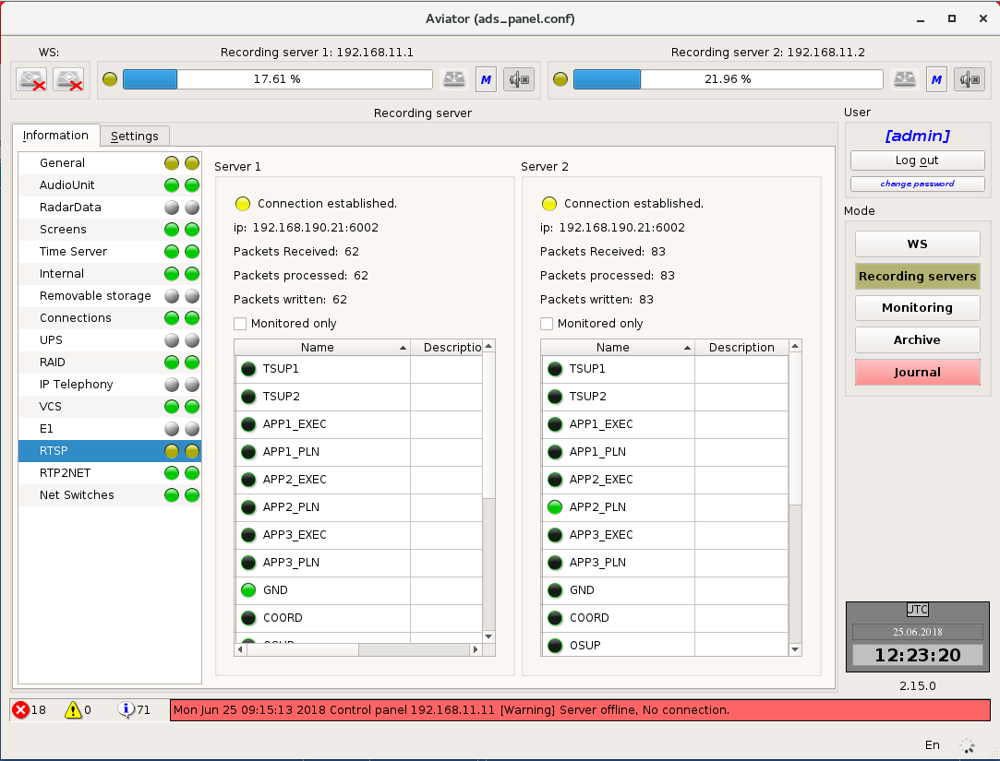 Aviator (ads_panel.conf)
WS:
Recording server 1: 192.168.11.1
Recording server 2: 192.168.11.2
17.61 %
M
21.96 %
M
Recording server
Information
Settings
General
AudioUnit
RadarData
Screens
Time Server
Internal
Removable storage
Connections
UPS
RAID
IP Telephony
VCS
E1
RTSP
RTP2NET
Net Switches
Server 1
Connection established.
ip: 192.168.190.21:6002
Packets Received: 62
Packets processed: 62
Packets written: 62
Monitored only
Name
Descriptio
TSUP1
TSUP2
APP1_EXEC
APP1_PLN
APP2_EXEC
APP2_PLN
APP3_EXEC
APP3_PLN
GND
COORD
OSUP
Server 2
Connection established.
ip: 192.168.190.21:6002
Packets Received: 83
Packets processed: 83
Packets written: 83
Monitored only
Name
Description
TSUP1
TSUP2
APP1_EXEC
APP1_PLN
APP2_EXEC
APP2_PLN
APP3_EXEC
APP3_PLN
GND
COORD
OSUP
User
[admin]
Log out
change password
Mode
WS
Recording servers
Monitoring
Archive
Journal
UTC
25.06.2018
12:23:20
2.15.0
18
0
71
Mon Jun 25 09:15:13 2018 Control panel 192.168.11.11 [Warning] Server offline, No connection.
En